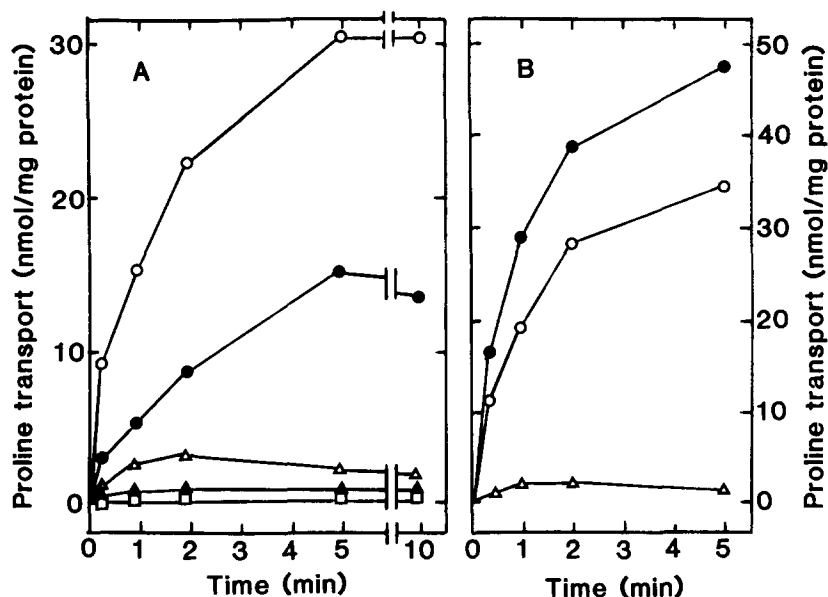 Proline transport (nmol/mg protein)
30
20
10
0
A
0 1 2 3 4 5 10
Time (min)
B
0 1 2 3 4 5
Time (min)
50
40
30
20
10
0
Proline transport (nmol/mg protein)